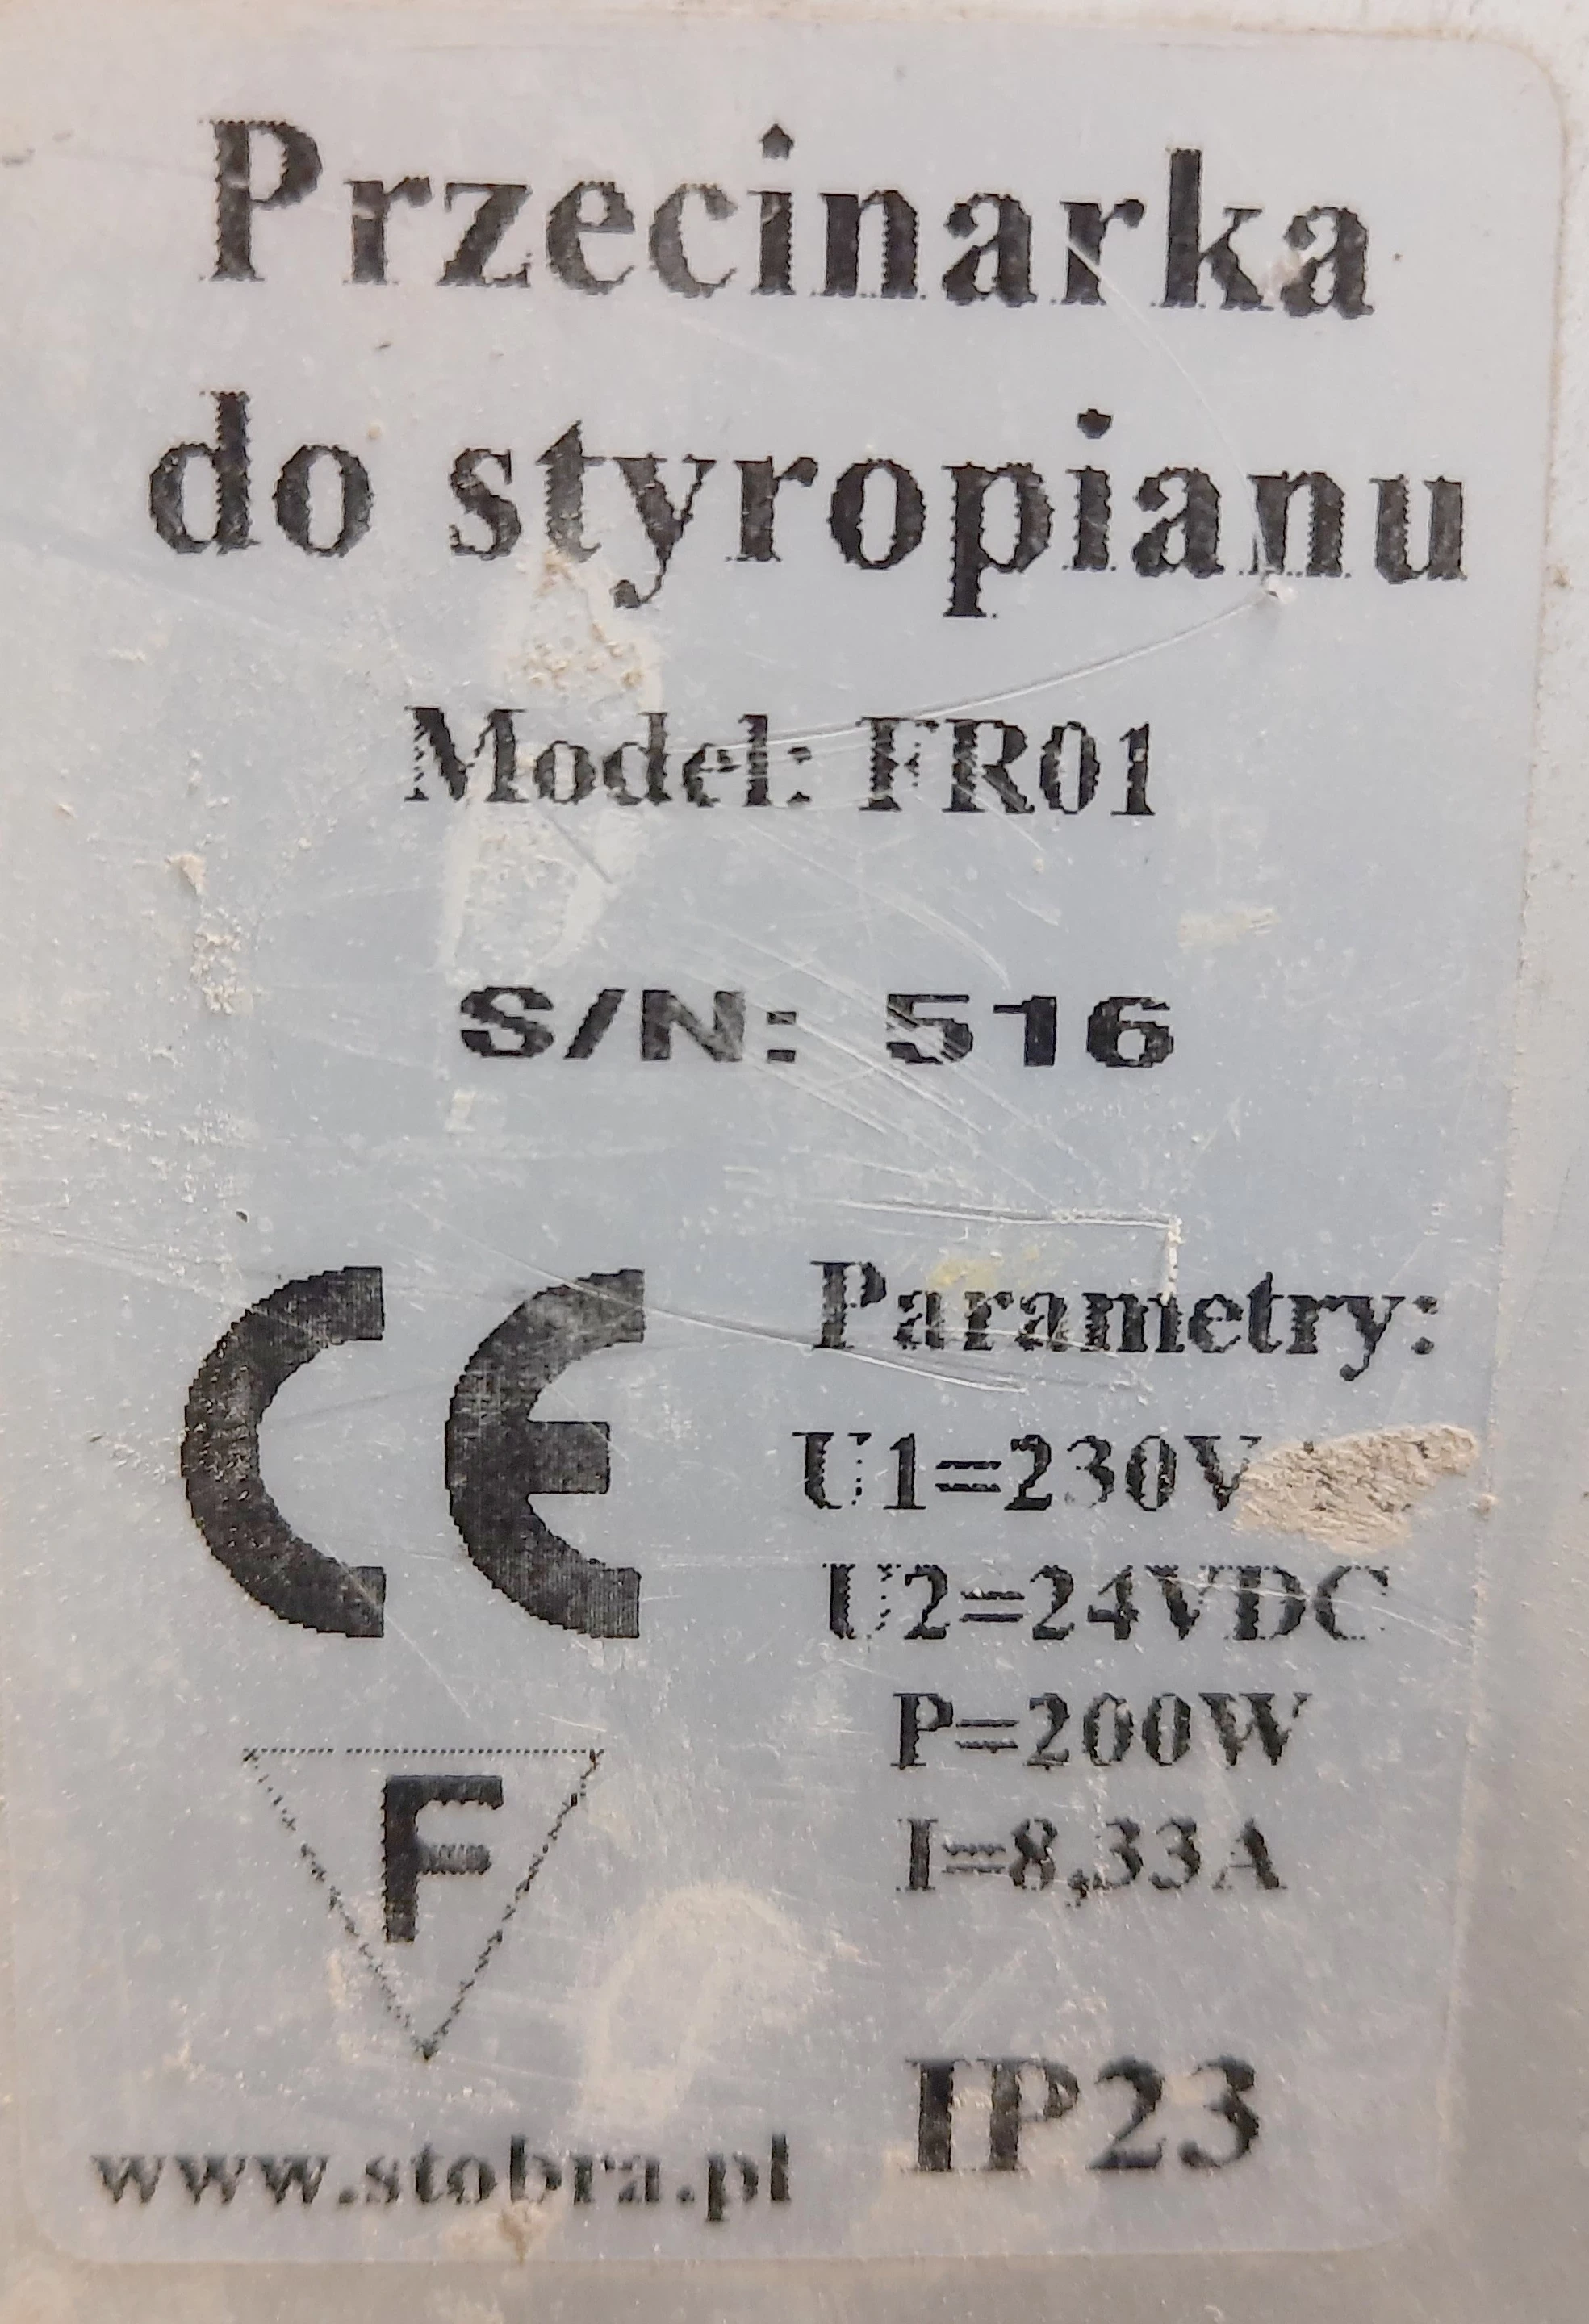 Przecinarka
do styropianu
Model: FR01
S/N: 516
CE
Parametry:
U1=230V
U2=24VDC
P=200W
I=8,33A
F
IP23
www.stobra.pl